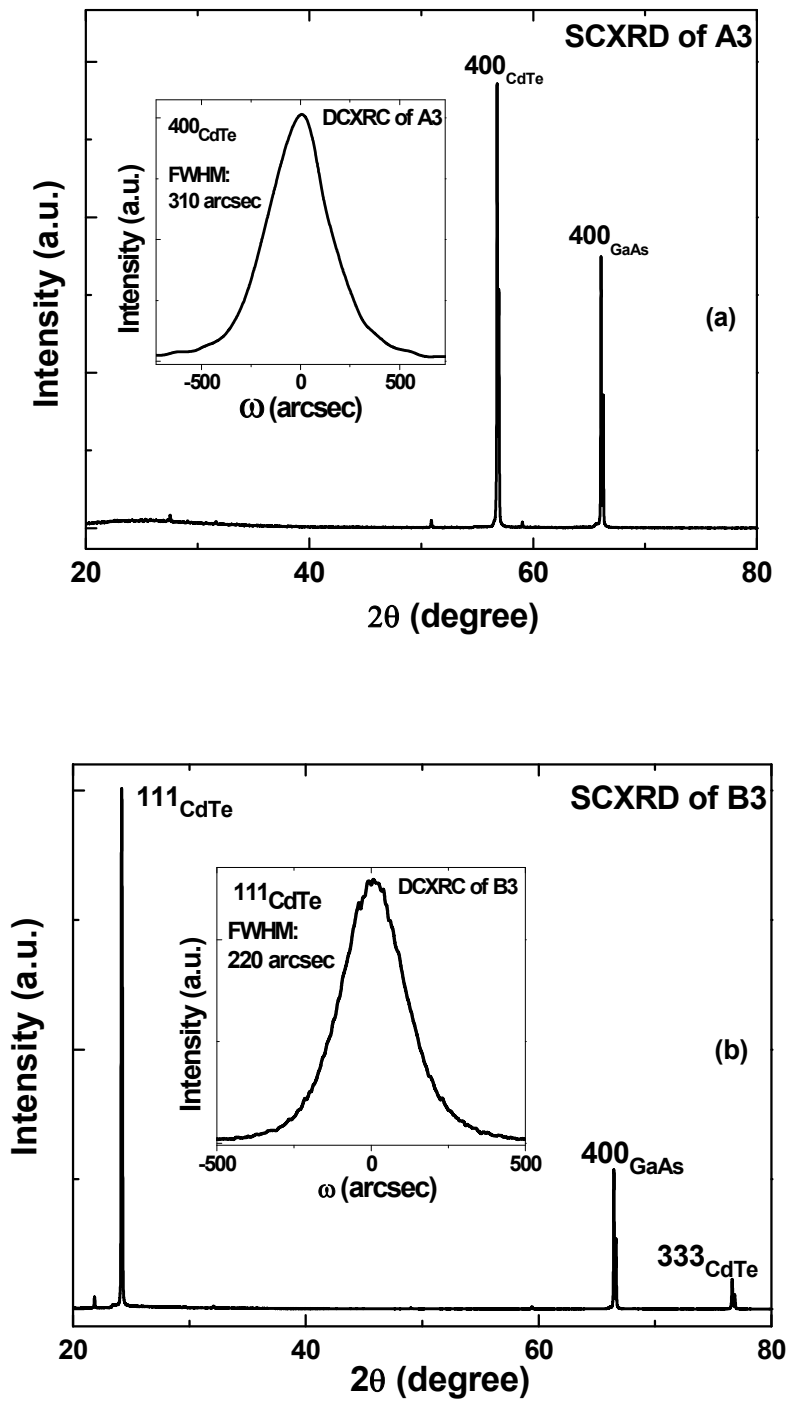 SCXRD of A3
400CdTe
400CdTe
DCXRC of A3
FWHM:
310 arcsec
Intensity (a.u.)
-500 0 500
ω (arcsec)
400GaAs
(a)
Intensity (a.u.)
20 40 60 80
2θ (degree)
111CdTe
SCXRD of B3
111CdTe
DCXRC of B3
FWHM:
220 arcsec
Intensity (a.u.)
-500 0 500
ω (arcsec)
(b)
400GaAs
333CdTe
Intensity (a.u.)
20 40 60 80
2θ (degree)